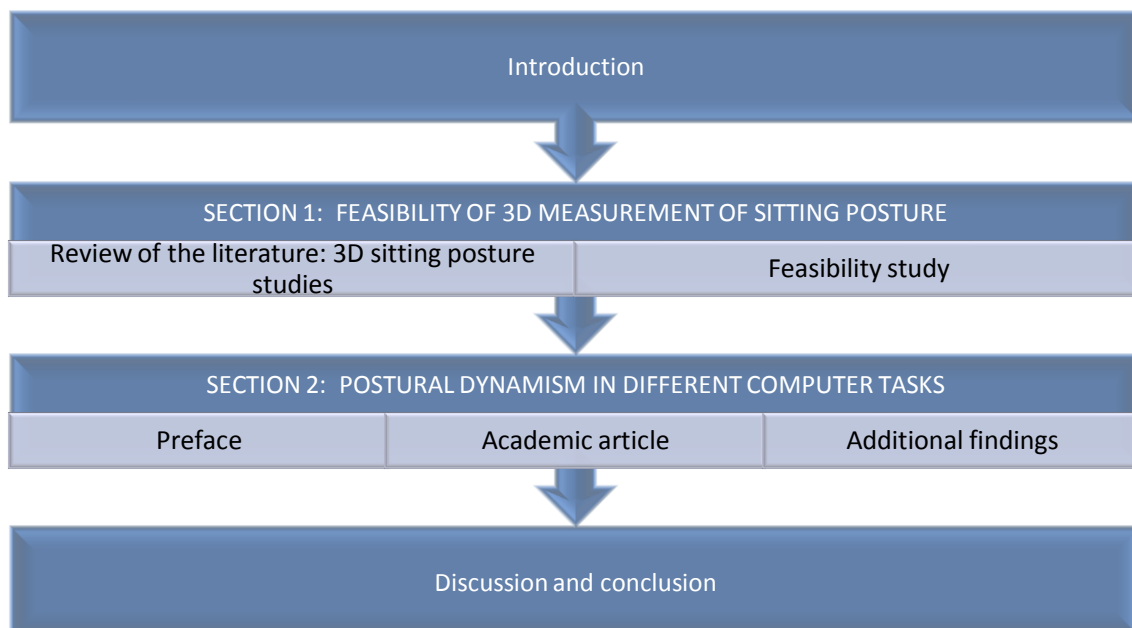 Introduction
SECTION 1: FEASIBILITY OF 3D MEASUREMENT OF SITTING POSTURE
Review of the literature: 3D sitting posture
studies
Feasibility study
SECTION 2: POSTURAL DYNAMISM IN DIFFERENT COMPUTER TASKS
Preface
Academic article
Additional findings
Discussion and conclusion